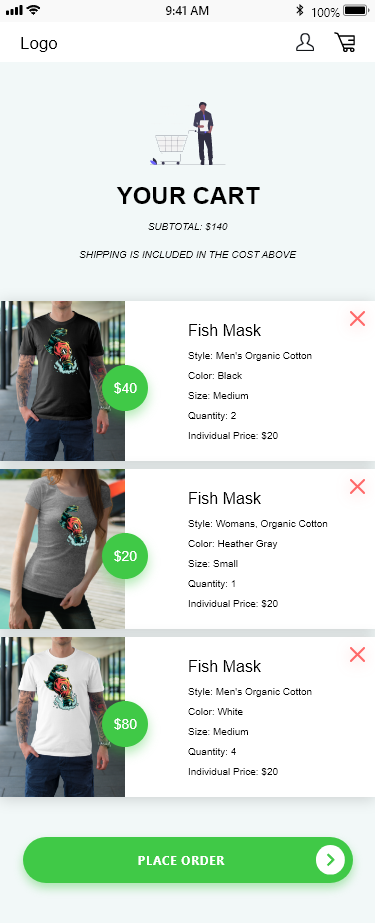 9:41 AM
100%
Logo
YOUR CART
SUBTOTAL: $140
SHIPPING IS INCLUDED IN THE COST ABOVE
Fish Mask
Style: Men's Organic Cotton
Color: Black
$40
Size: Medium
Quantity: 2
Individual Price: $20
Fish Mask
Style: Womans, Organic Cotton
Color: Heather Gray
$20
Size: Small
Quantity: 1
Individual Price: $20
Fish Mask
Style: Men's Organic Cotton
Color: White
$80
Size: Medium
Quantity: 4
Individual Price: $20
PLACE ORDER